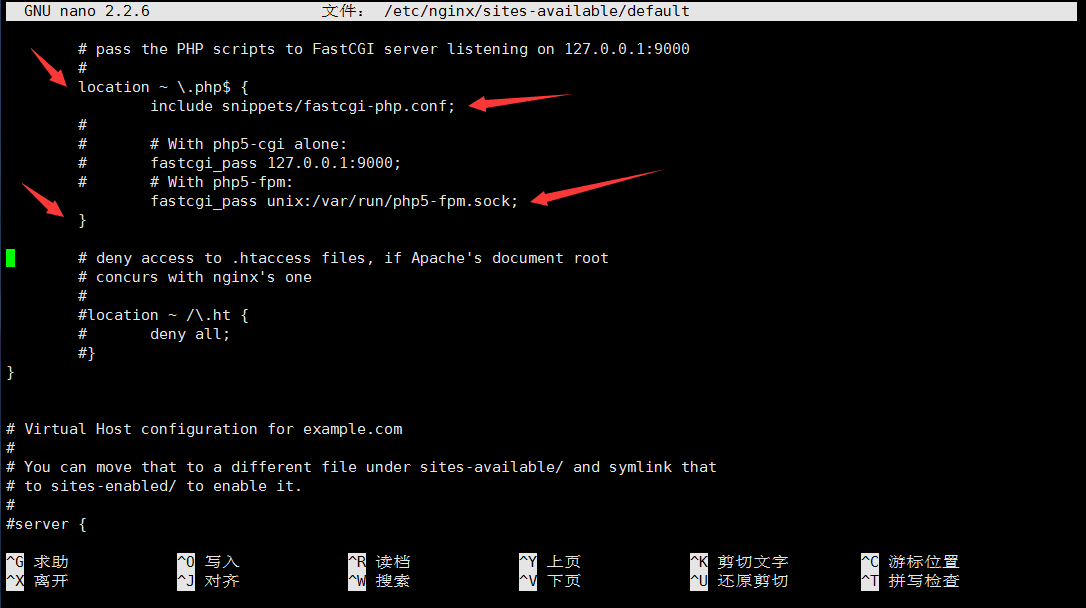 GNU nano 2.2.6 文件： /etc/nginx/sites-available/default
# pass the PHP scripts to FastCGI server listening on 127.0.0.1:9000
#
location ~ \.php$ {
include snippets/fastcgi-php.conf;
#
# # With php5-cgi alone:
# fastcgi_pass 127.0.0.1:9000;
# # With php5-fpm:
fastcgi_pass unix:/var/run/php5-fpm.sock;
}
# deny access to .htaccess files, if Apache's document root
# concurs with nginx's one
#
#location ~ /\.ht {
# deny all;
#}
}
# Virtual Host configuration for example.com
#
# You can move that to a different file under sites-available/ and symlink that
# to sites-enabled/ to enable it.
#
#server {
^G 求助 ^O 写入 ^R 读档 ^Y 上页 ^K 剪切文字 ^C 游标位置
^X 离开 ^J 对齐 ^W 搜索 ^V 下页 ^U 还原剪切 ^T 拼写检查